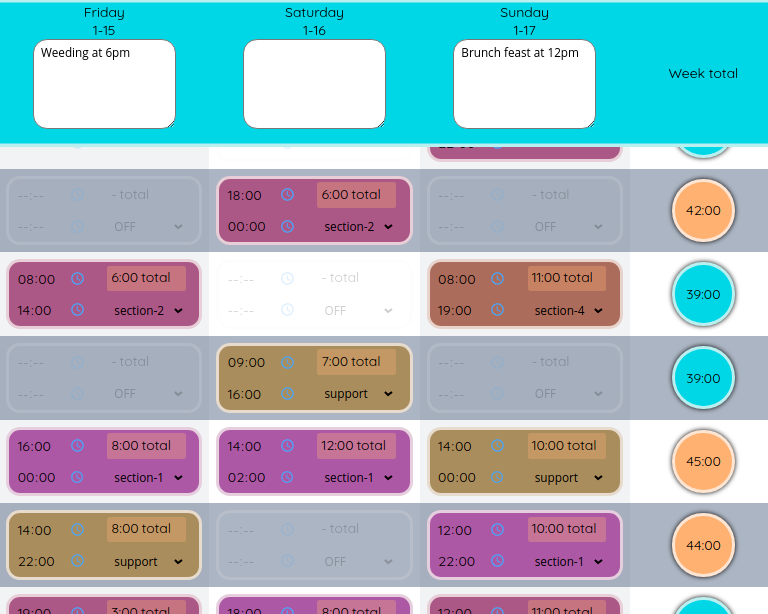 Friday Saturday Sunday
1-15 1-16 1-17
Weeding at 6pm Brunch feast at 12pm
Week total
--:-- - total 18:00 6:00 total --:-- - total
42:00
--:-- OFF 00:00 section-2 --:-- OFF
08:00 6:00 total --:-- - total 08:00 11:00 total
39:00
14:00 section-2 --:-- OFF 19:00 section-4
--:-- - total 09:00 7:00 total --:-- - total
39:00
--:-- OFF 16:00 support --:-- OFF
16:00 8:00 total 14:00 12:00 total 14:00 10:00 total
45:00
00:00 section-1 02:00 section-1 00:00 support
14:00 8:00 total --:-- - total 12:00 10:00 total
44:00
22:00 support --:-- OFF 22:00 section-1
19:00 3:00 total 18:00 8:00 total 12:00 11:00 total